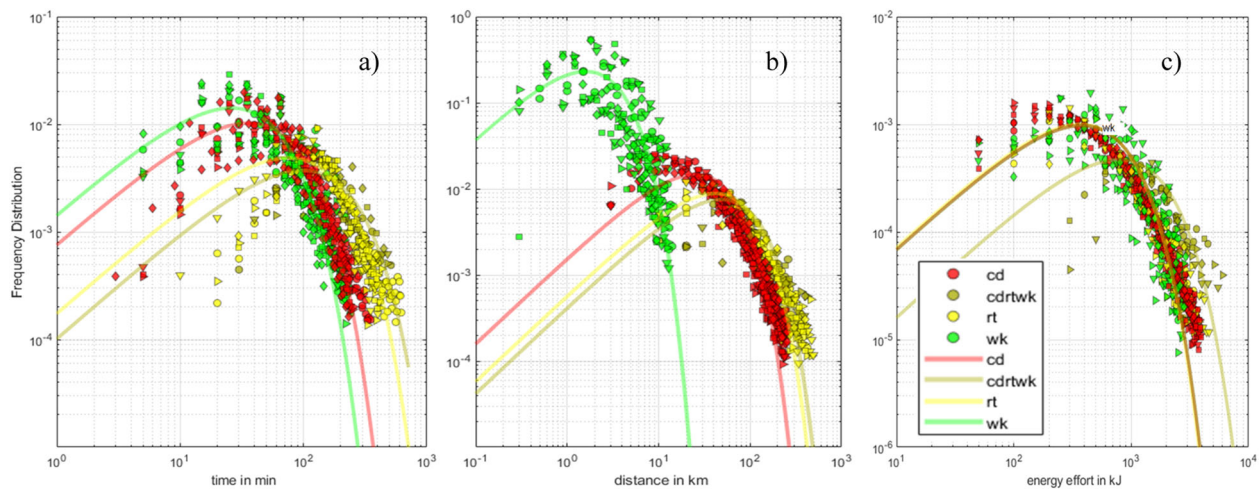 a)
b)
c)
Frequency Distribution
10^-1
10^-2
10^-3
10^-4
10^0
10^1
10^2
10^3
time in min
10^0
10^-1
10^-2
10^-3
10^-4
10^-1
10^0
10^1
10^2
10^3
distance in km
10^-2
10^-3
10^-4
10^-5
10^-6
10^1
10^2
10^3
10^4
energy effort in kJ
wk
cd
cdrtwk
rt
wk
cd
cdrtwk
rt
wk